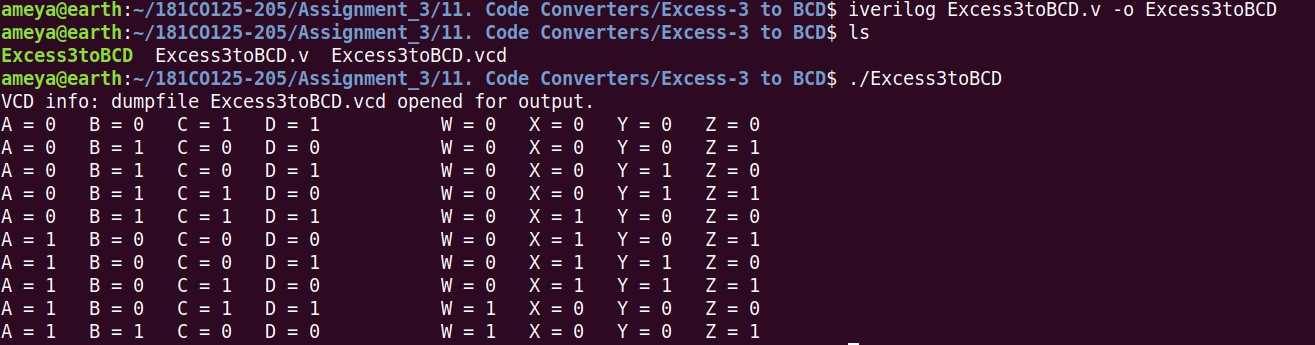 ameya@earth:~/181CO125-205/Assignment_3/11. Code Converters/Excess-3 to BCD$ iverilog Excess3toBCD.v -o Excess3toBCD
ameya@earth:~/181CO125-205/Assignment_3/11. Code Converters/Excess-3 to BCD$ ls
Excess3toBCD  Excess3toBCD.v  Excess3toBCD.vcd
ameya@earth:~/181CO125-205/Assignment_3/11. Code Converters/Excess-3 to BCD$ ./Excess3toBCD
VCD info: dumpfile Excess3toBCD.vcd opened for output.
A = 0   B = 0   C = 1   D = 1           W = 0   X = 0   Y = 0   Z = 0
A = 0   B = 1   C = 0   D = 0           W = 0   X = 0   Y = 0   Z = 1
A = 0   B = 1   C = 0   D = 1           W = 0   X = 0   Y = 1   Z = 0
A = 0   B = 1   C = 1   D = 0           W = 0   X = 0   Y = 1   Z = 1
A = 0   B = 1   C = 1   D = 1           W = 0   X = 1   Y = 0   Z = 0
A = 1   B = 0   C = 0   D = 0           W = 0   X = 1   Y = 0   Z = 1
A = 1   B = 0   C = 0   D = 1           W = 0   X = 1   Y = 1   Z = 0
A = 1   B = 0   C = 1   D = 0           W = 0   X = 1   Y = 1   Z = 1
A = 1   B = 0   C = 1   D = 1           W = 1   X = 0   Y = 0   Z = 0
A = 1   B = 1   C = 0   D = 0           W = 1   X = 0   Y = 0   Z = 1